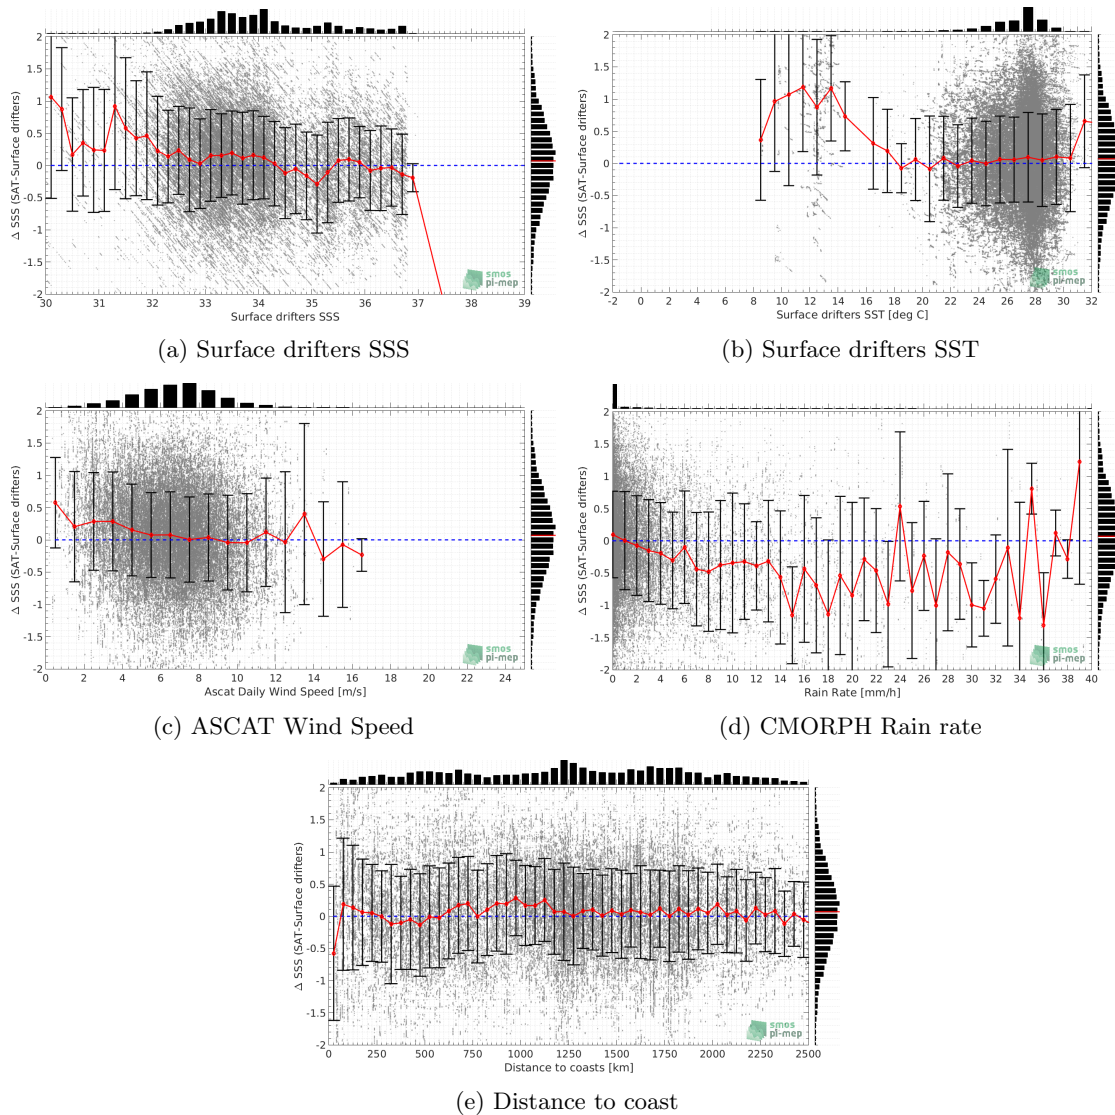 2
1.5
1
0.5
0
-0.5
-1
-1.5
-2
Δ SSS (SAT-Surface drifters)
30 31 32 33 34 35 36 37 38 39
Surface drifters SSS
smos
pi-mep
(a) Surface drifters SSS
2
1.5
1
0.5
0
-0.5
-1
-1.5
-2
Δ SSS (SAT-Surface drifters)
-2 0 2 4 6 8 10 12 14 16 18 20 22 24 26 28 30 32
Surface drifters SST [deg C]
smos
pi-mep
(b) Surface drifters SST
2
1.5
1
0.5
0
-0.5
-1
-1.5
-2
Δ SSS (SAT-Surface drifters)
0 2 4 6 8 10 12 14 16 18 20 22 24
Ascat Daily Wind Speed [m/s]
smos
pi-mep
(c) ASCAT Wind Speed
2
1.5
1
0.5
0
-0.5
-1
-1.5
-2
Δ SSS (SAT-Surface drifters)
0 2 4 6 8 10 12 14 16 18 20 22 24 26 28 30 32 34 36 38 40
Rain Rate [mm/h]
smos
pi-mep
(d) CMORPH Rain rate
2
1.5
1
0.5
0
-0.5
-1
-1.5
-2
Δ SSS (SAT-Surface drifters)
0 250 500 750 1000 1250 1500 1750 2000 2250 2500
Distance to coasts [km]
smos
pi-mep
(e) Distance to coast